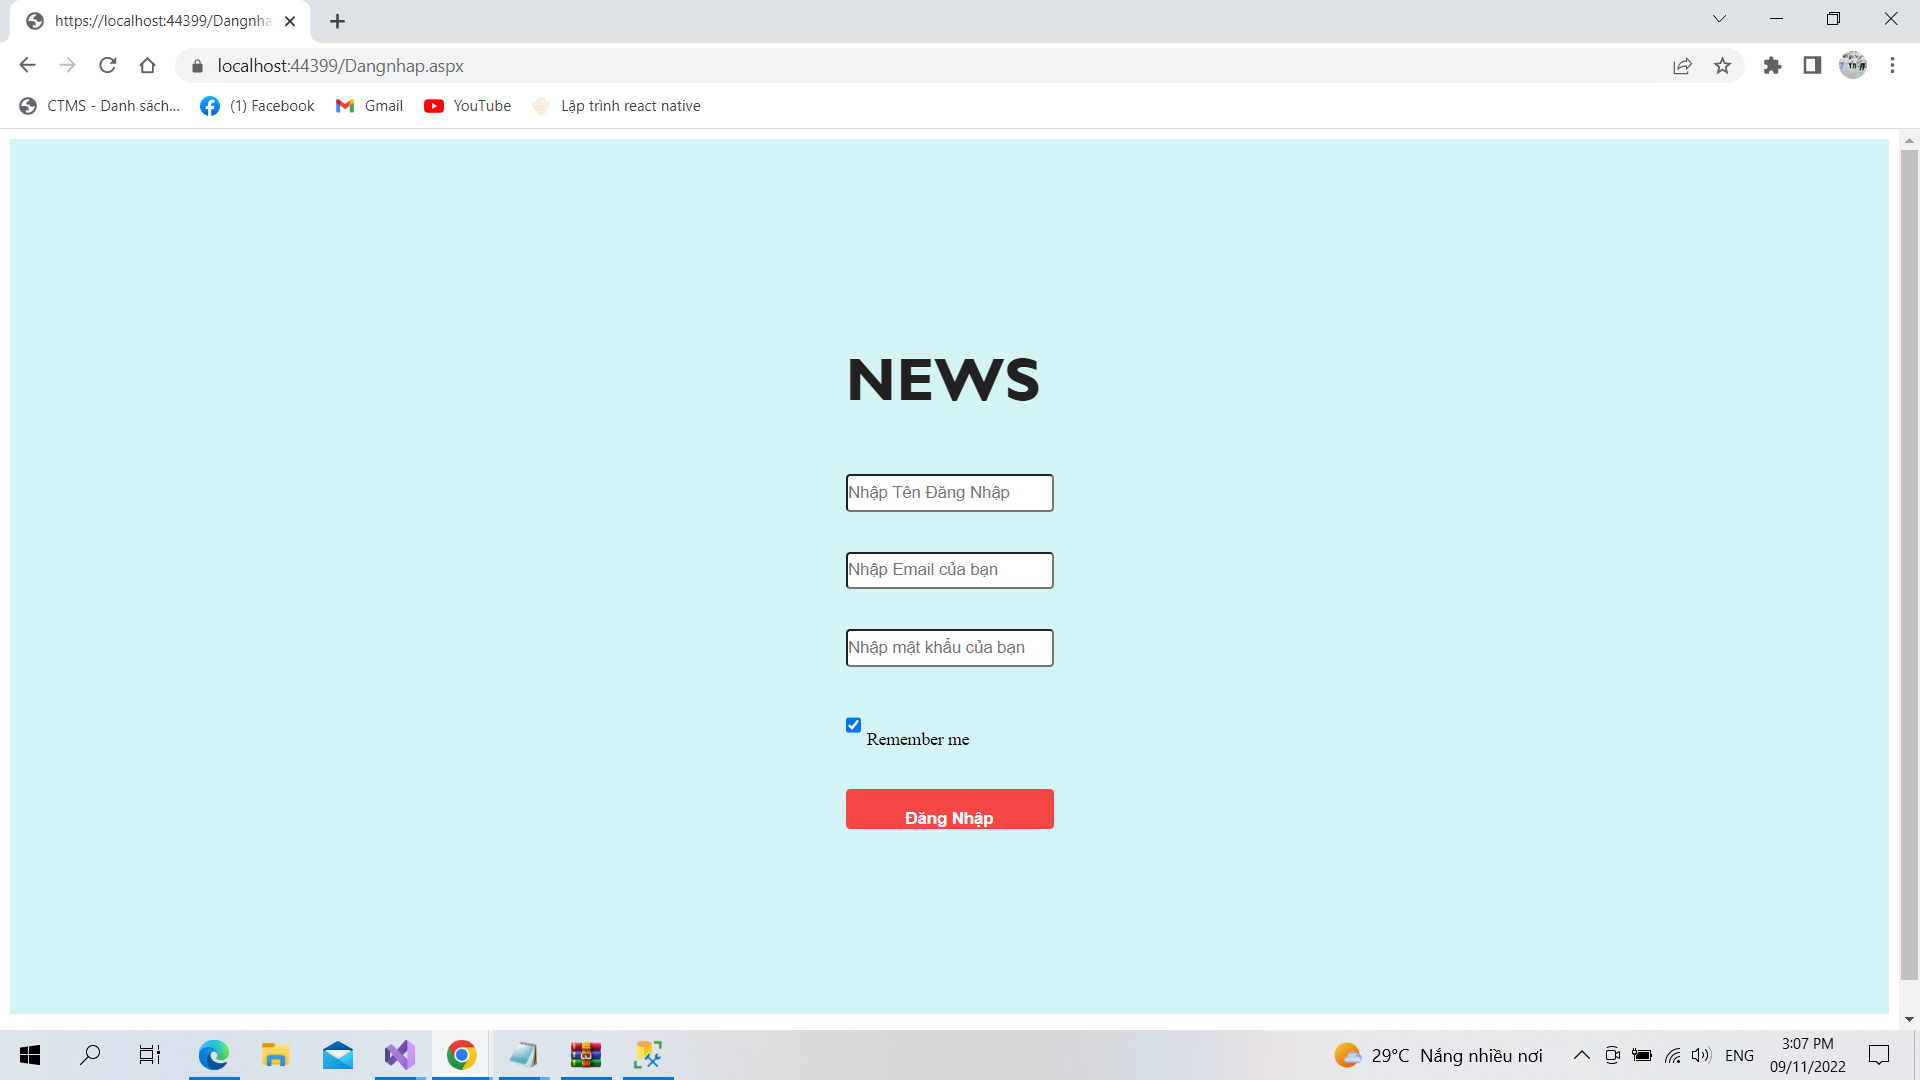 https://localhost:44399/Dangnha
localhost:44399/Dangnhap.aspx
CTMS - Danh sách... (1) Facebook Gmail YouTube Lập trình react native
NEWS
Nhập Tên Đăng Nhập
Nhập Email của bạn
Nhập mật khẩu của bạn
Remember me
Đăng Nhập
29°C Nắng nhiều nơi ENG
3:07 PM
09/11/2022